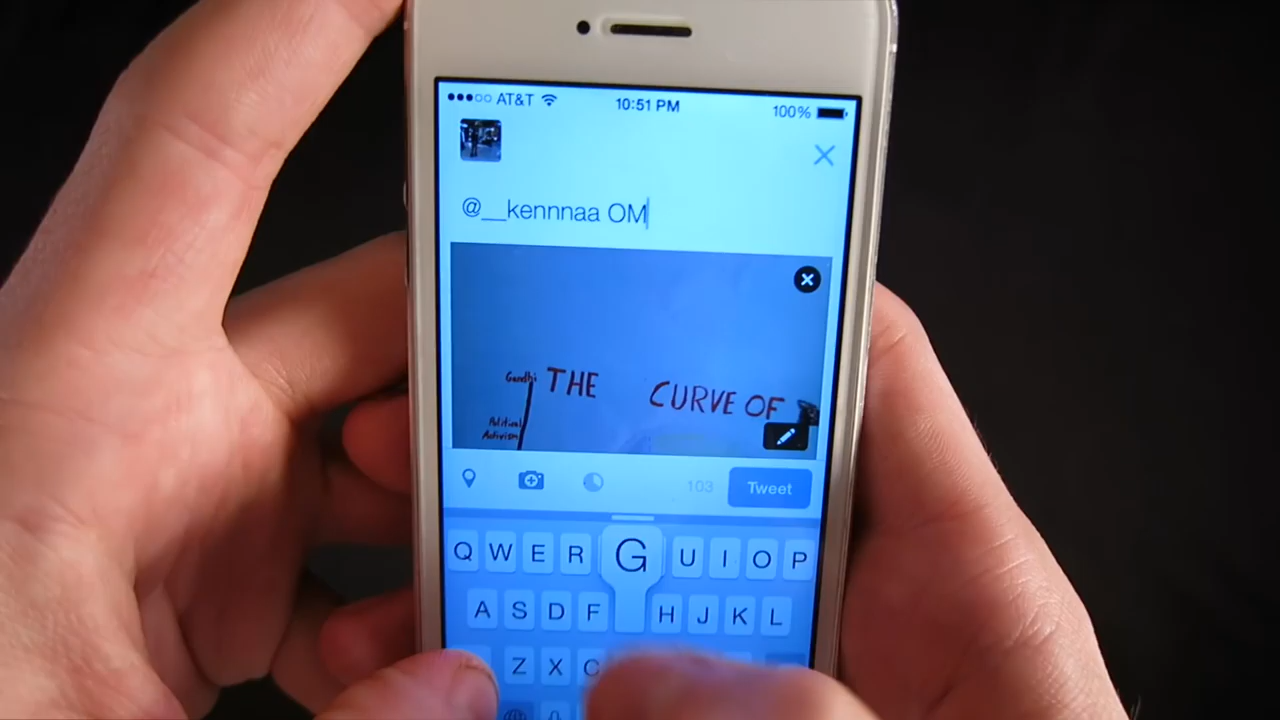 AT&T 10:51 PM 100%
@__kennnaa OM
Gandhi THE CURVE OF
Political
Activism
103 Tweet
Q W E R G U I O P
A S D F H J K L
Z X C